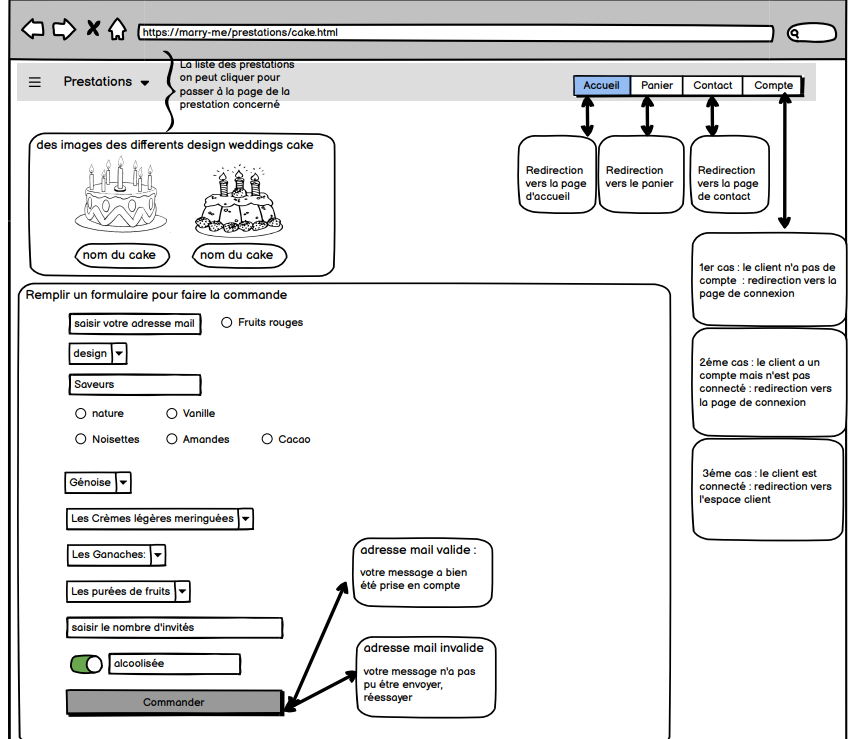 https://marry-me/prestations/cake.html
Prestations
La liste des prestations
on peut cliquer pour
passer à la page de la
prestation concerné
Accueil
Panier
Contact
Compte
Redirection
vers la page
d'accueil
Redirection
vers le panier
Redirection
vers la page
de contact
des images des differents design weddings cake
nom du cake
nom du cake
1er cas : le client n'a pas de
compte : redirection vers la
page de connexion
2éme cas : le client a un
compte mais n'est pas
connecté : redirection vers
la page de connexion
3éme cas : le client est
connecté : redirection vers
l'espace client
Remplir un formulaire pour faire la commande
saisir votre adresse mail
Fruits rouges
design
Saveurs
nature
Vanille
Noisettes
Amandes
Cacao
Génoise
Les Crèmes légères meringuées
Les Ganaches:
Les purées de fruits
saisir le nombre d'invités
alcoolisée
Commander
adresse mail valide :
votre message a bien
été prise en compte
adresse mail invalide
votre message n'a pas
pu être envoyer,
réessayer